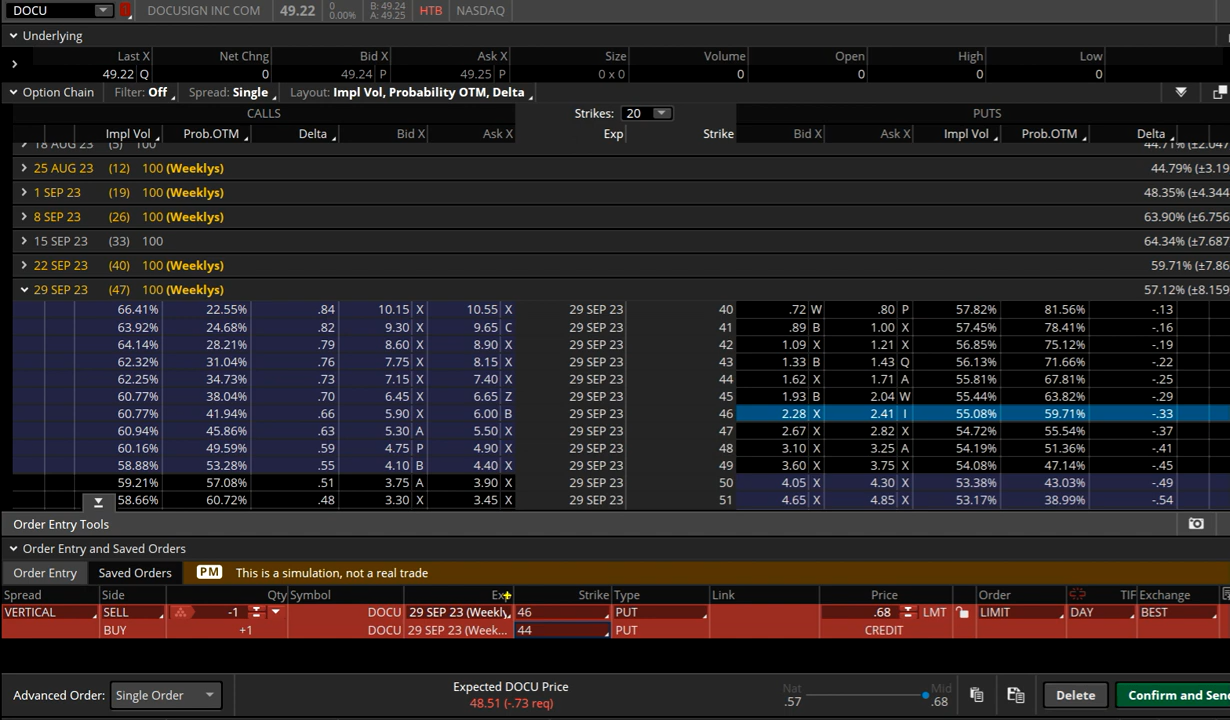 DOCU DOCUSIGN INC COM 49.22 0 0.00% B: 49.24 A: 49.25 HTB NASDAQ
Underlying
Last X Net Chng Bid X Ask X Size Volume Open High Low
49.22 Q 0 49.24 P 49.25 P 0 x 0 0 0 0 0
Option Chain Filter: Off Spread: Single Layout: Impl Vol, Probability OTM, Delta
CALLS Strikes: 20 PUTS
Impl Vol Prob.OTM Delta Bid X Ask X Exp Strike Bid X Ask X Impl Vol Prob.OTM Delta
18 AUG 23 (5) 100 44.71% (±2.047
25 AUG 23 (12) 100 (Weeklys) 44.79% (±3.19
1 SEP 23 (19) 100 (Weeklys) 48.35% (±4.344
8 SEP 23 (26) 100 (Weeklys) 63.90% (±6.756
15 SEP 23 (33) 100 64.34% (±7.687
22 SEP 23 (40) 100 (Weeklys) 59.71% (±7.86
29 SEP 23 (47) 100 (Weeklys) 57.12% (±8.159
66.41% 22.55% .84 10.15 X 10.55 X 29 SEP 23 40 .72 W .80 P 57.82% 81.56% -.13
63.92% 24.68% .82 9.30 X 9.65 C 29 SEP 23 41 .89 B 1.00 X 57.45% 78.41% -.16
64.14% 28.21% .79 8.60 X 8.90 X 29 SEP 23 42 1.09 X 1.21 X 56.85% 75.12% -.19
62.32% 31.04% .76 7.75 X 8.15 X 29 SEP 23 43 1.33 B 1.43 Q 56.13% 71.66% -.22
62.25% 34.73% .73 7.15 X 7.40 X 29 SEP 23 44 1.62 X 1.71 A 55.81% 67.81% -.25
60.77% 38.04% .70 6.45 X 6.65 Z 29 SEP 23 45 1.93 B 2.04 W 55.44% 63.82% -.29
60.77% 41.94% .66 5.90 X 6.00 B 29 SEP 23 46 2.28 X 2.41 I 55.08% 59.71% -.33
60.94% 45.86% .63 5.30 A 5.50 X 29 SEP 23 47 2.67 X 2.82 X 54.72% 55.54% -.37
60.16% 49.59% .59 4.75 P 4.90 X 29 SEP 23 48 3.10 X 3.25 A 54.19% 51.36% -.41
58.88% 53.28% .55 4.10 B 4.40 X 29 SEP 23 49 3.60 X 3.75 X 54.08% 47.14% -.45
59.21% 57.08% .51 3.75 A 3.90 X 29 SEP 23 50 4.05 X 4.30 X 53.38% 43.03% -.49
58.66% 60.72% .48 3.30 X 3.45 X 29 SEP 23 51 4.65 X 4.85 X 53.17% 38.99% -.54
Order Entry Tools
Order Entry and Saved Orders
Order Entry Saved Orders PM This is a simulation, not a real trade
Spread Side Qty Symbol Exp Strike Type Link Price Order TIF Exchange
VERTICAL SELL -1 DOCU 29 SEP 23 (Weekly. 46 PUT .68 LMT LIMIT DAY BEST
BUY +1 DOCU 29 SEP 23 (Week... 44 PUT CREDIT
Advanced Order: Single Order Expected DOCU Price 48.51 (-.73 req) Nat .57 Mid .68 Delete Confirm and Send